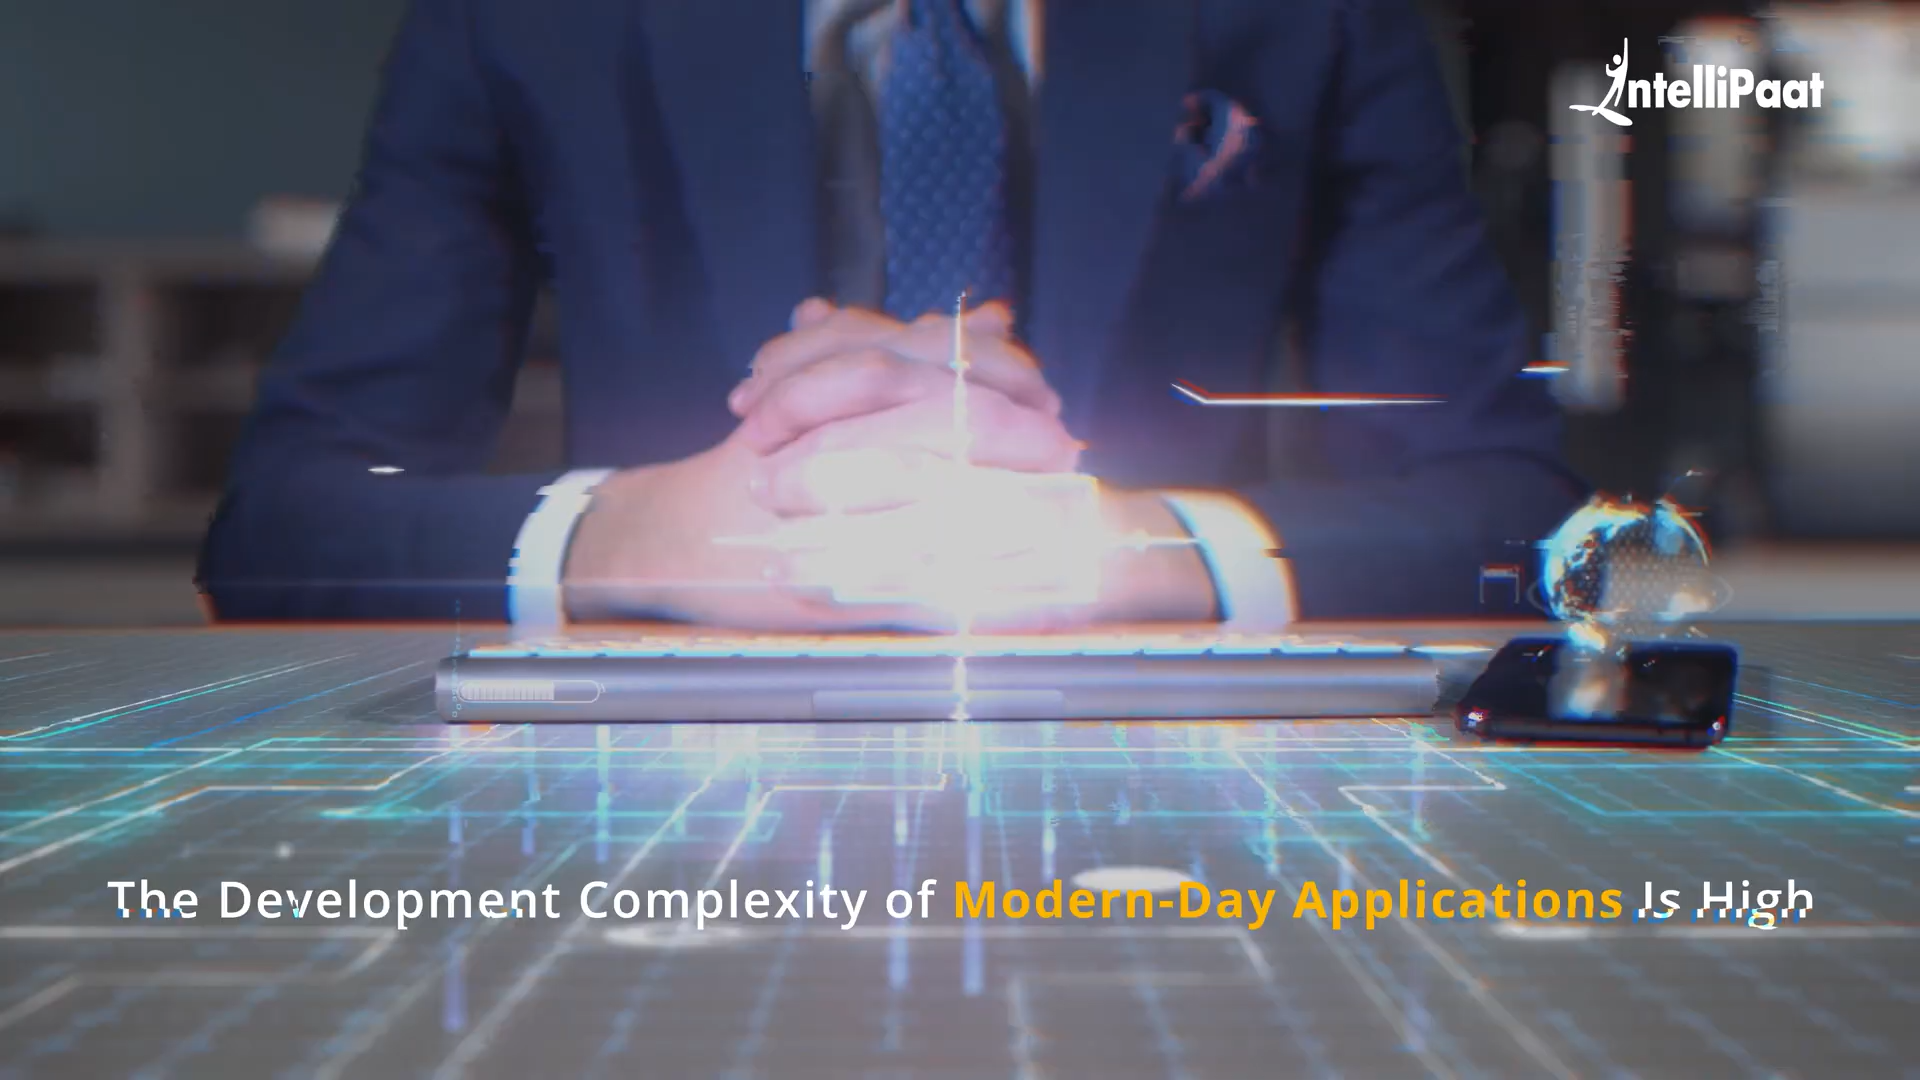 IntelliPaat
The Development Complexity of Modern-Day Applications Is High